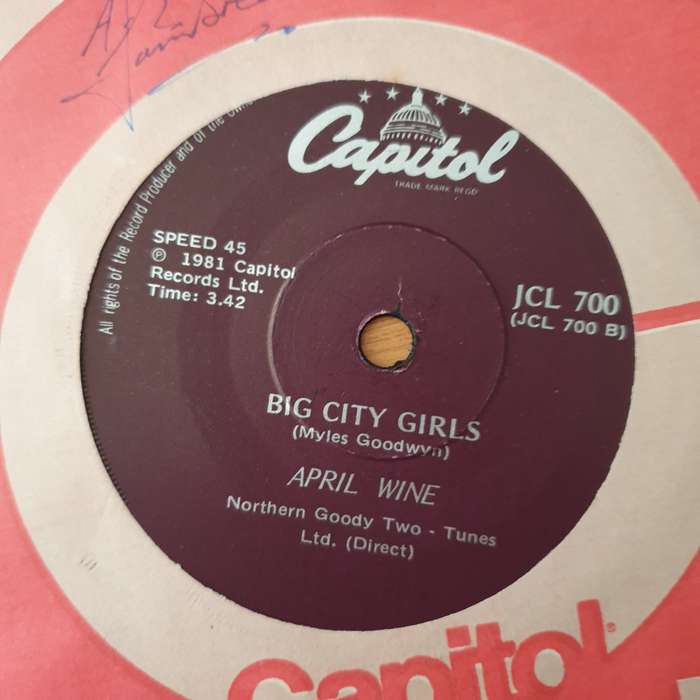 Capitol
TRADE MARK REGD
All rights of the Record Producer and of the
SPEED 45
℗ 1981 Capitol
Records Ltd.
Time: 3.42
JCL 700
(JCL 700 B)
BIG CITY GIRLS
(Myles Goodwyn)
APRIL WINE
Northern Goody Two - Tunes
Ltd. (Direct)
Capitol®